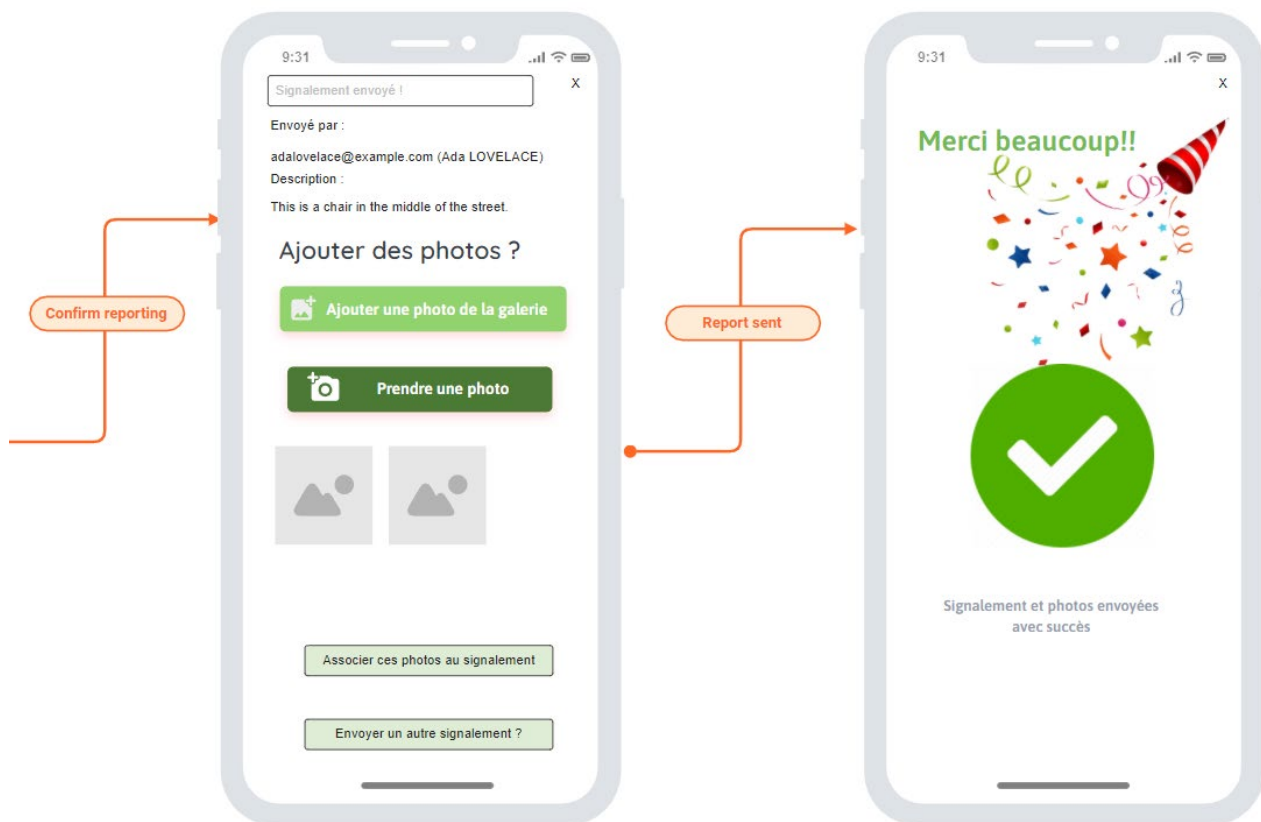 9:31
Signalement envoyé !
X
Envoyé par :
adalovelace@example.com (Ada LOVELACE)
Description :
This is a chair in the middle of the street.
Ajouter des photos ?
Ajouter une photo de la galerie
Prendre une photo
Associer ces photos au signalement
Envoyer un autre signalement ?
Confirm reporting
Report sent
9:31
X
Merci beaucoup!!
Signalement et photos envoyées
avec succès